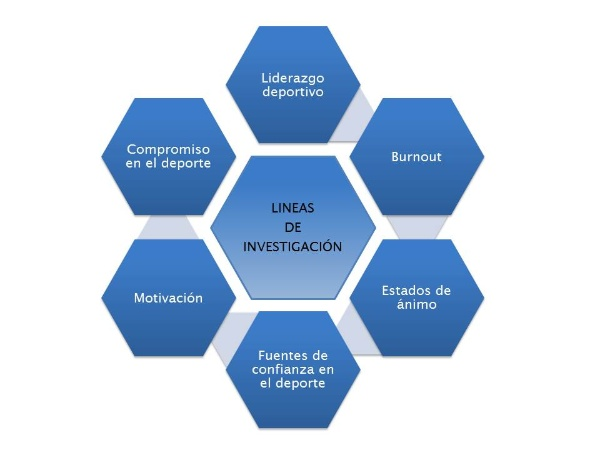 Liderazgo
deportivo
Compromiso
en el deporte
Burnout
LINEAS
DE
INVESTIGACIÓN
Motivación
Estados de
ánimo
Fuentes de
confianza en
el deporte